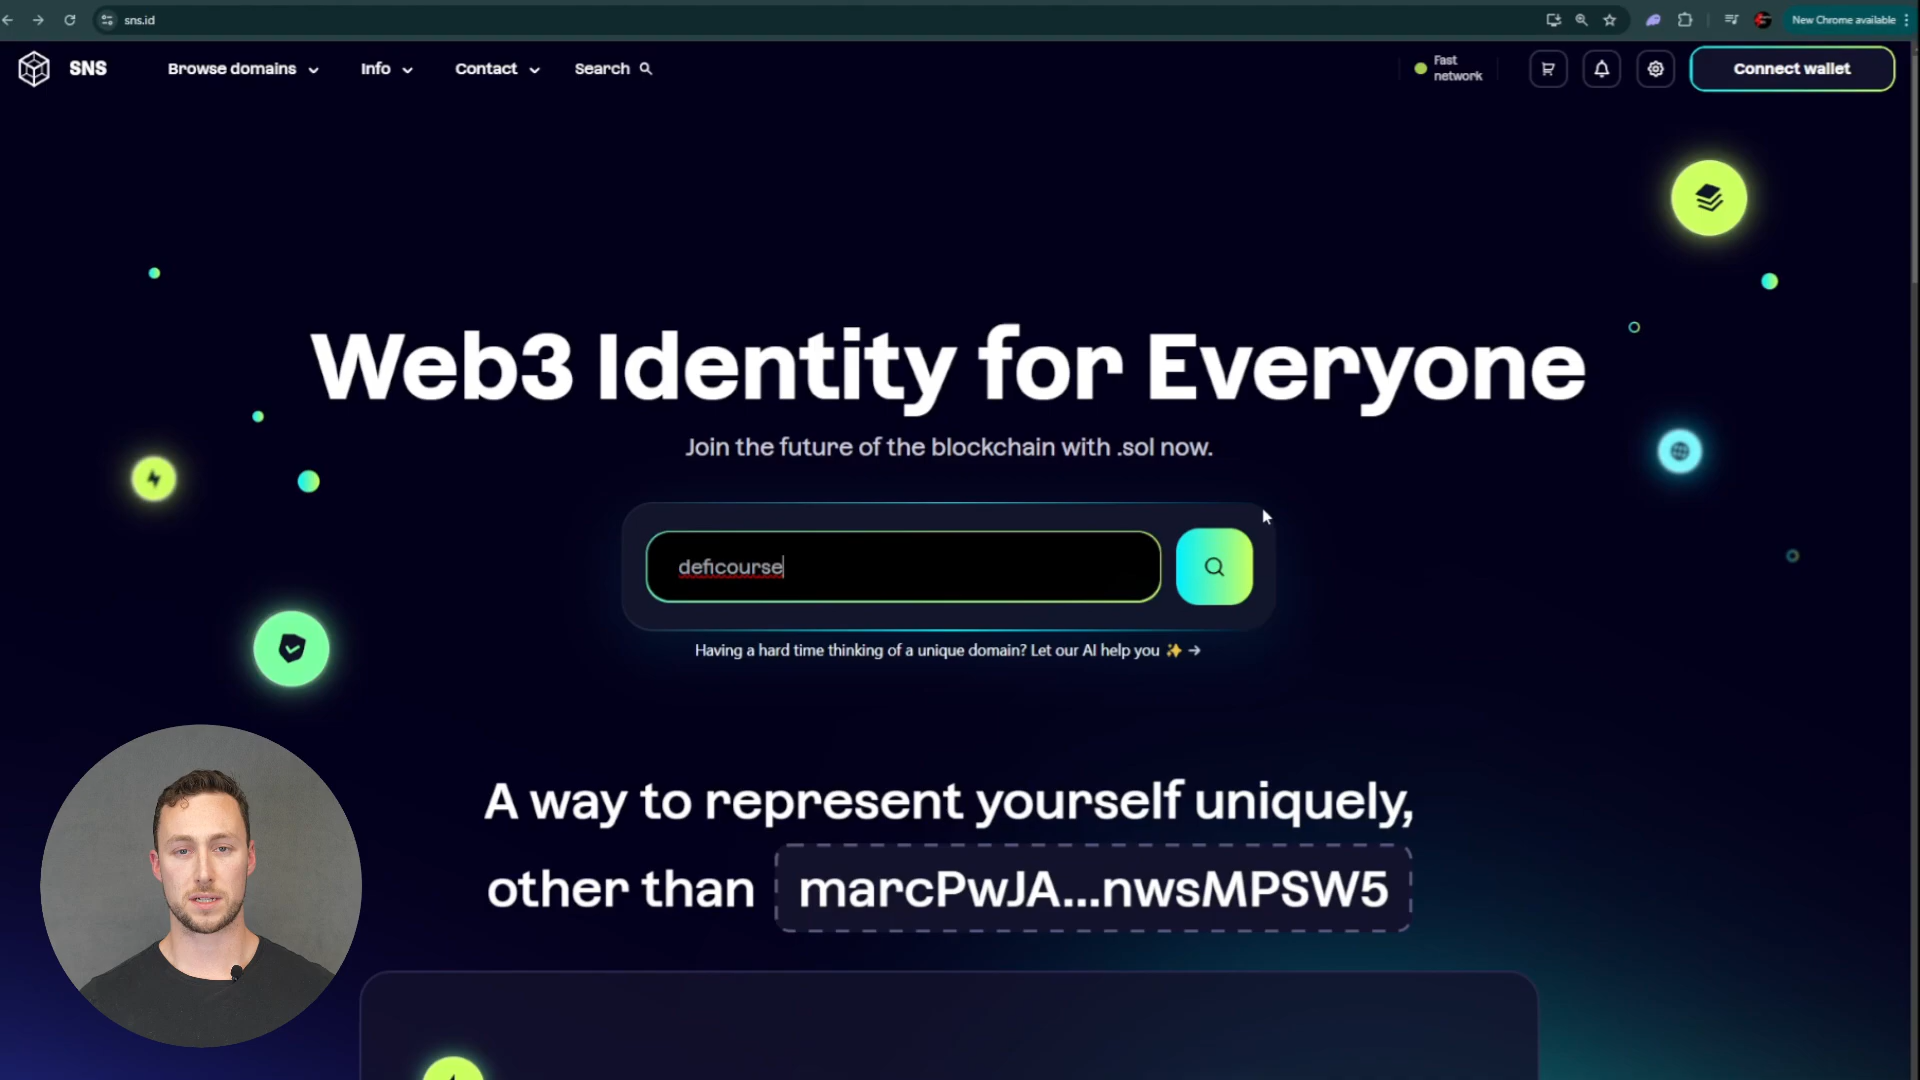 sns.id
New Chrome available
SNS
Browse domains
Info
Contact
Search
Fast
network
Connect wallet
Web3 Identity for Everyone
Join the future of the blockchain with .sol now.
deficourse
Having a hard time thinking of a unique domain? Let our AI help you ✨ →
A way to represent yourself uniquely,
other than marcPwJA...nwsMPSW5